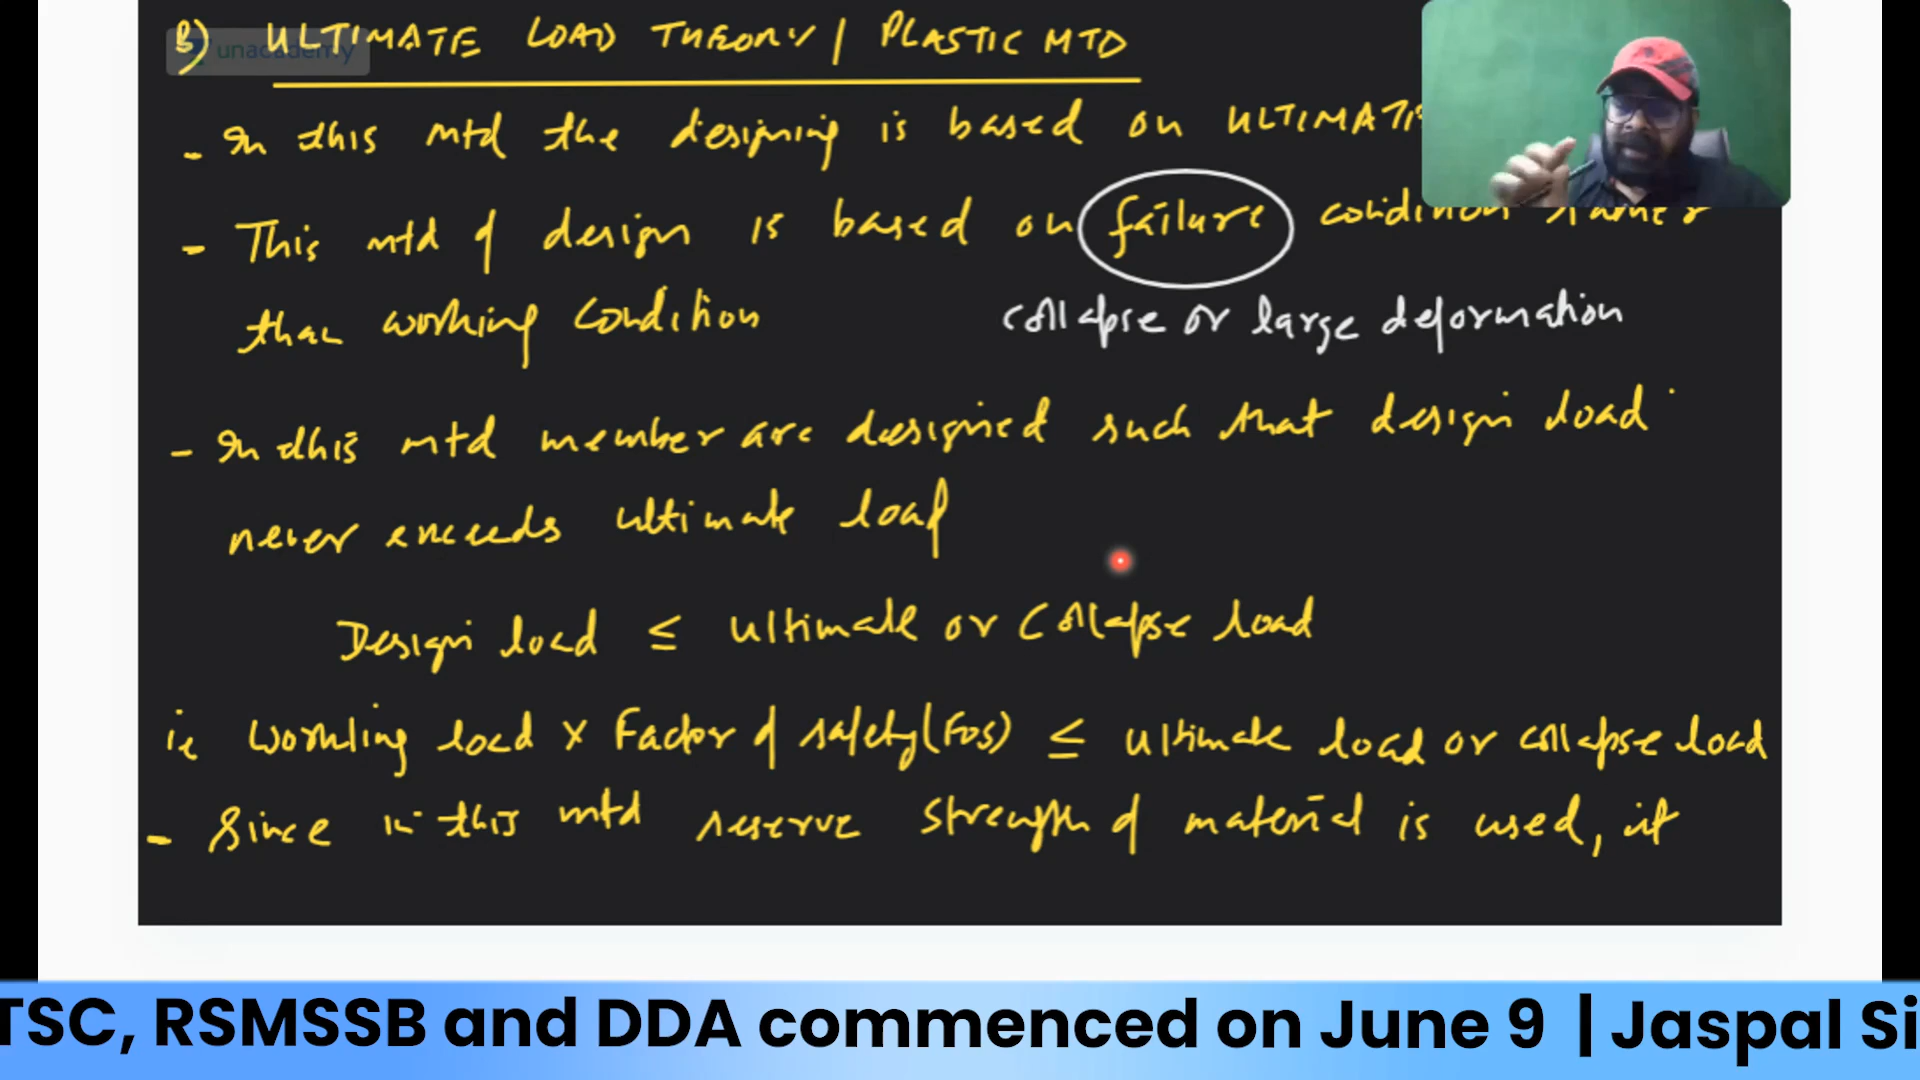 B) ULTIMATE LOAD THEORY / PLASTIC MTD
unacademy
- In this mtd the designing is based on ULTIMATE
- This mtd of design is based on failure condition rather
than working condition
collapse or large deformation
- In this mtd member are designed such that design load
never exceeds ultimate load
Design load ≤ ultimate or collapse load
ie working load x Factor of safety (FOS) ≤ ultimate load or collapse load
- Since in this mtd reserve strength of material is used, it
TSC, RSMSSB and DDA commenced on June 9 | Jaspal Si